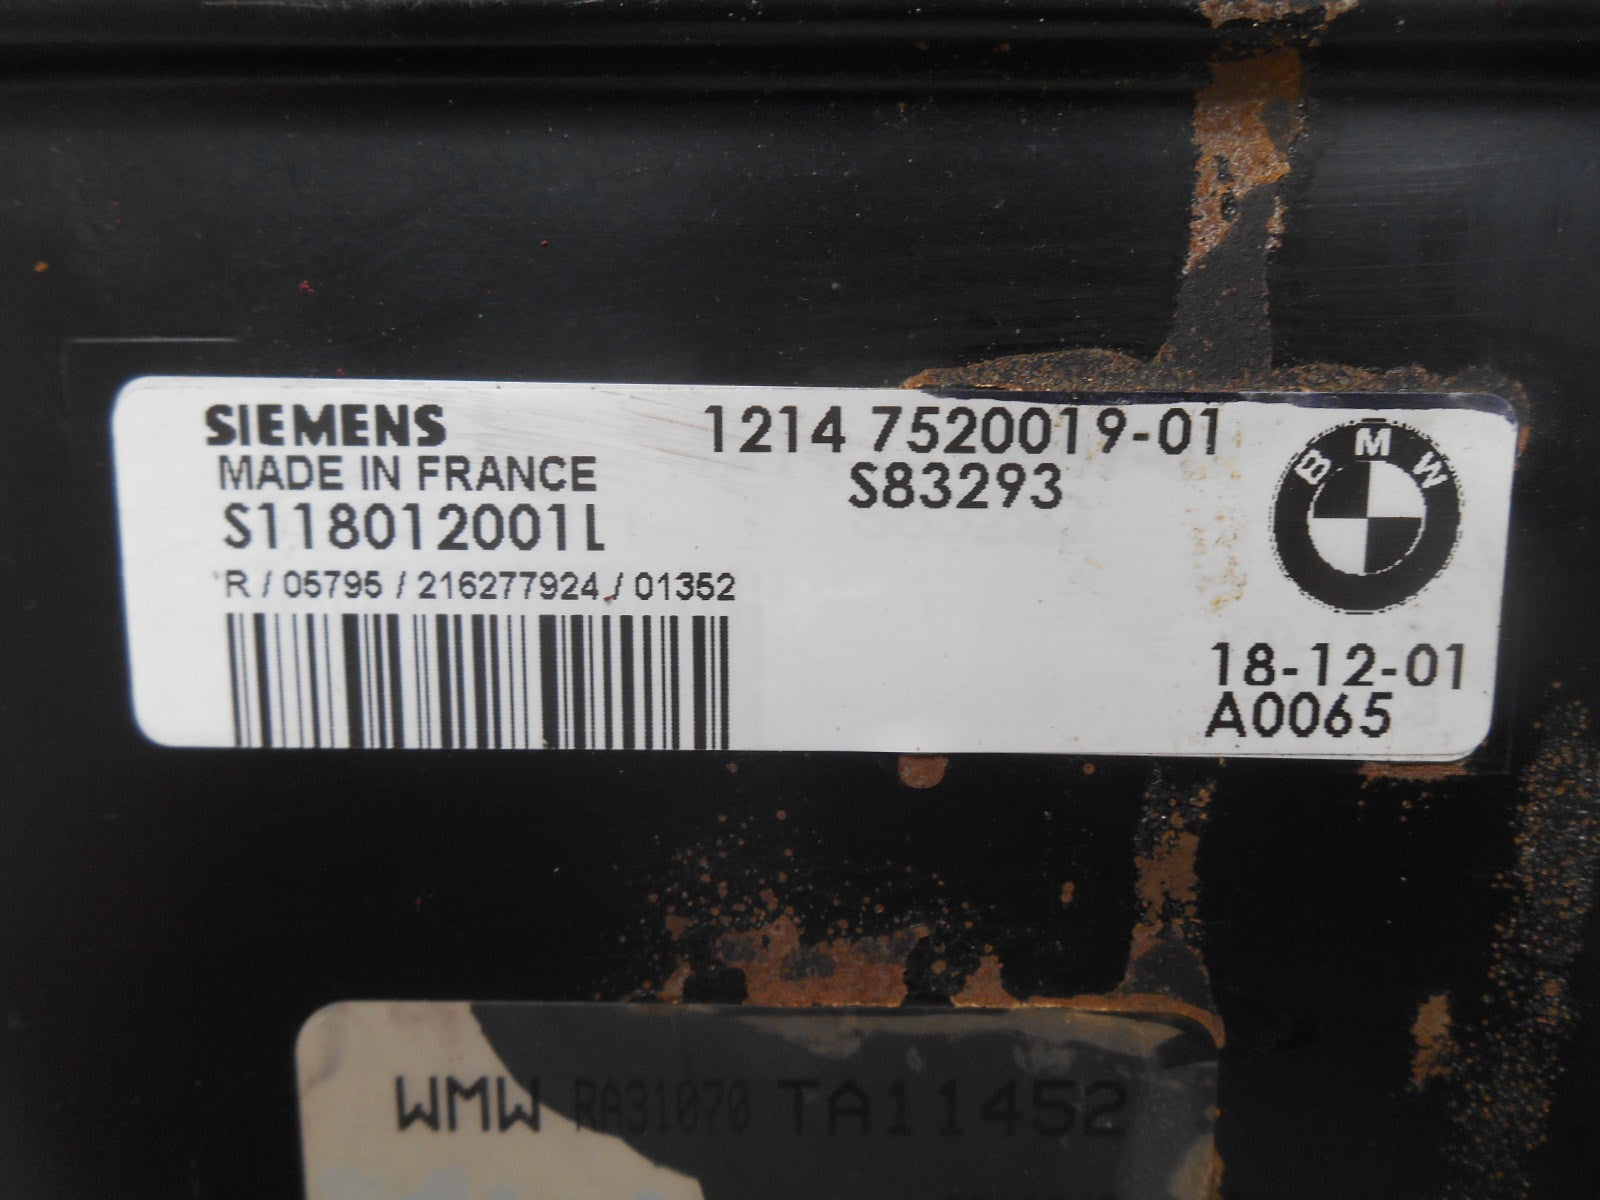 SIEMENS
MADE IN FRANCE
S118012001L
R / 05795 / 216277924 / 01352
1214 7520019-01
S83293
BMW
18-12-01
A0065
WMW RA31070 TA11452